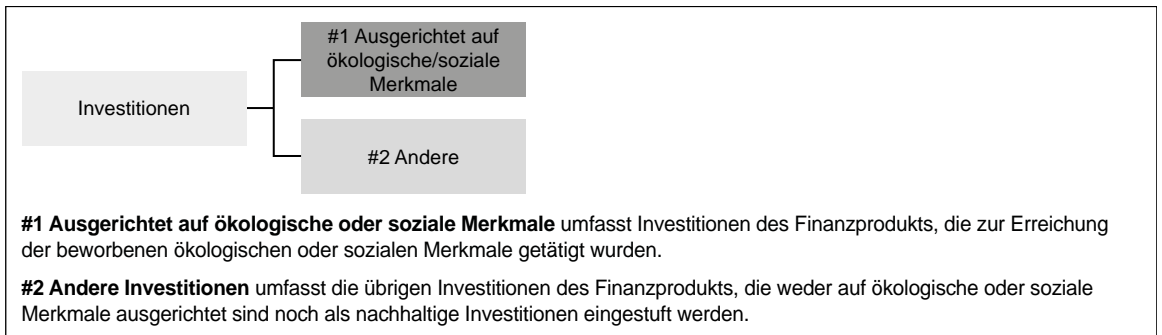 #1 Ausgerichtet auf
ökologische/soziale
Merkmale
Investitionen
#2 Andere
#1 Ausgerichtet auf ökologische oder soziale Merkmale umfasst Investitionen des Finanzprodukts, die zur Erreichung
der beworbenen ökologischen oder sozialen Merkmale getätigt wurden.
#2 Andere Investitionen umfasst die übrigen Investitionen des Finanzprodukts, die weder auf ökologische oder soziale
Merkmale ausgerichtet sind noch als nachhaltige Investitionen eingestuft werden.